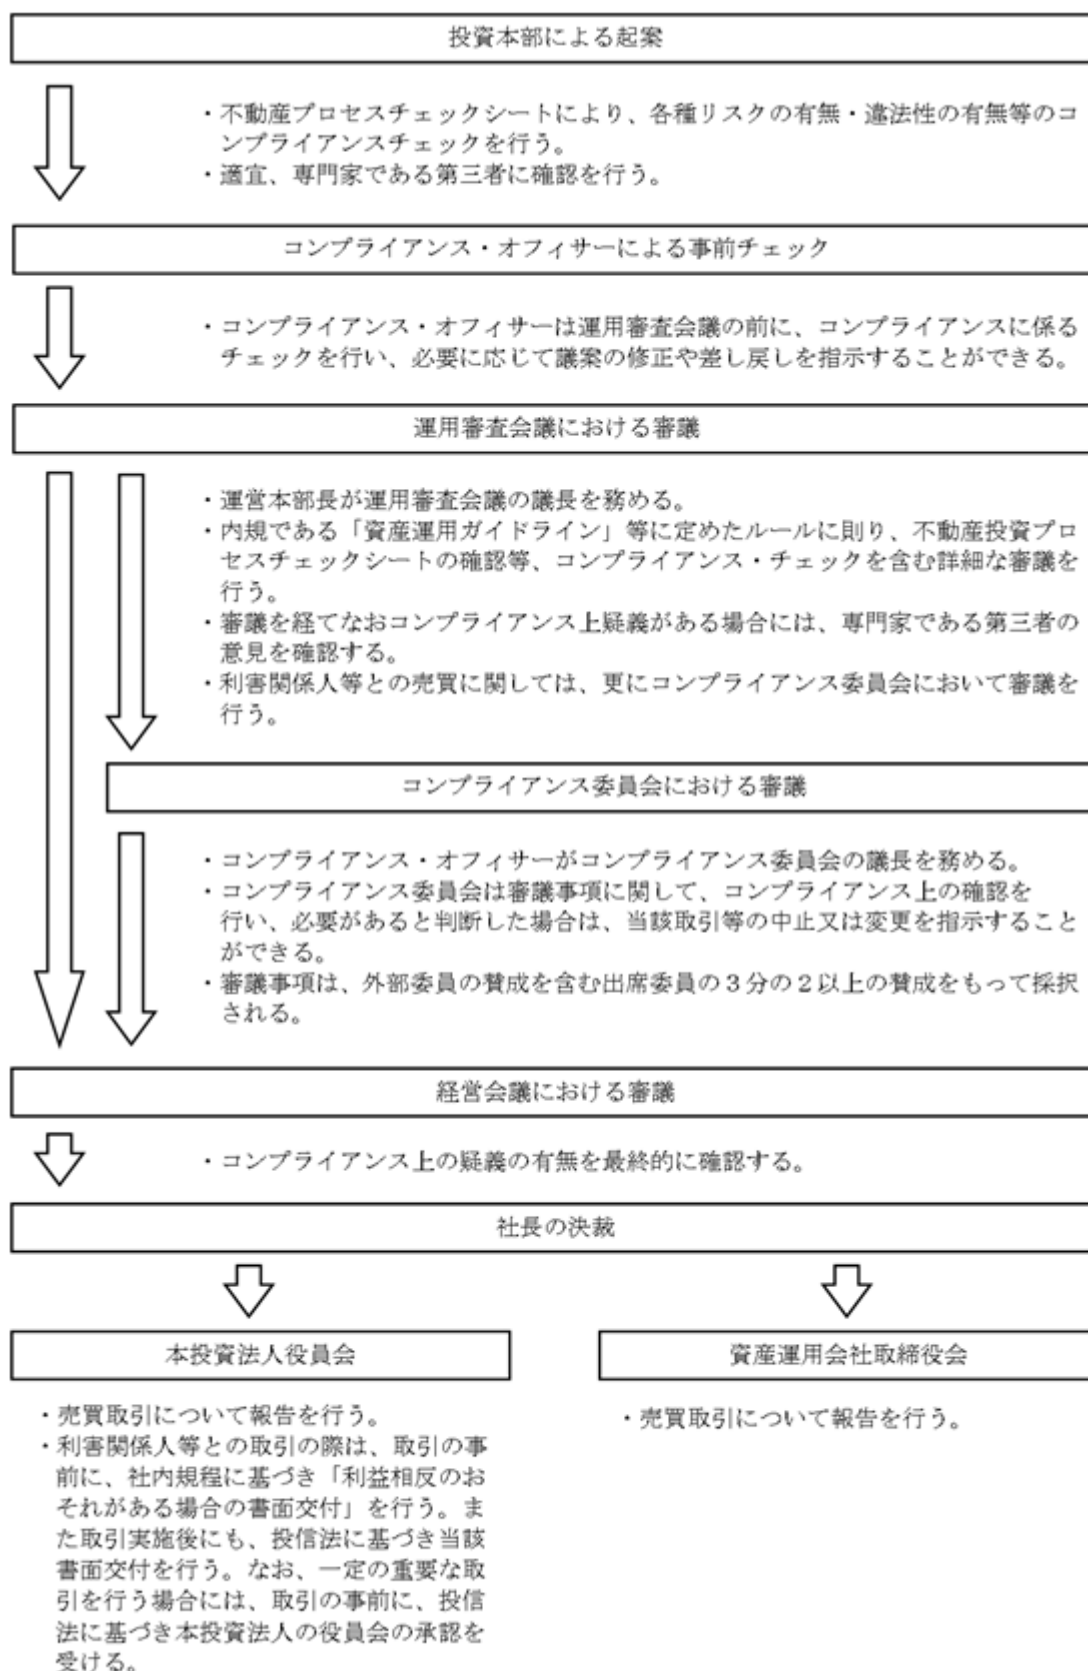 投資本部による起案
・不動産プロセスチェックシートにより、各種リスクの有無・違法性の有無等のコ
ンプライアンスチェックを行う。
・適宜、専門家である第三者に確認を行う。
コンプライアンス・オフィサーによる事前チェック
・コンプライアンス・オフィサーは運用審査会議の前に、コンプライアンスに係る
チェックを行い、必要に応じて議案の修正や差し戻しを指示することができる。
運用審査会議における審議
・運営本部長が運用審査会議の議長を務める。
・内規である「資産運用ガイドライン」等に定めたルールに則り、不動産投資プロ
セスチェックシートの確認等、コンプライアンス・チェックを含む詳細な審議を
行う。
・審議を経てなおコンプライアンス上疑義がある場合には、専門家である第三者の
意見を確認する。
・利害関係人等との売買に関しては、更にコンプライアンス委員会において審議を
行う。
コンプライアンス委員会における審議
・コンプライアンス・オフィサーがコンプライアンス委員会の議長を務める。
・コンプライアンス委員会は審議事項に関して、コンプライアンス上の確認を
行い、必要があると判断した場合は、当該取引等の中止又は変更を指示すること
ができる。
・審議事項は、外部委員の賛成を含む出席委員の３分の２以上の賛成をもって採択
される。
経営会議における審議
・コンプライアンス上の疑義の有無を最終的に確認する。
社長の決裁
本投資法人役員会
・売買取引について報告を行う。
・利害関係人等との取引の際は、取引の事
前に、社内規程に基づき「利益相反のお
それがある場合の書面交付」を行う。ま
た取引実施後にも、投信法に基づき当該
書面交付を行う。なお、一定の重要な取
引を行う場合には、取引の事前に、投信
法に基づき本投資法人の役員会の承認を
受ける。
資産運用会社取締役会
・売買取引について報告を行う。